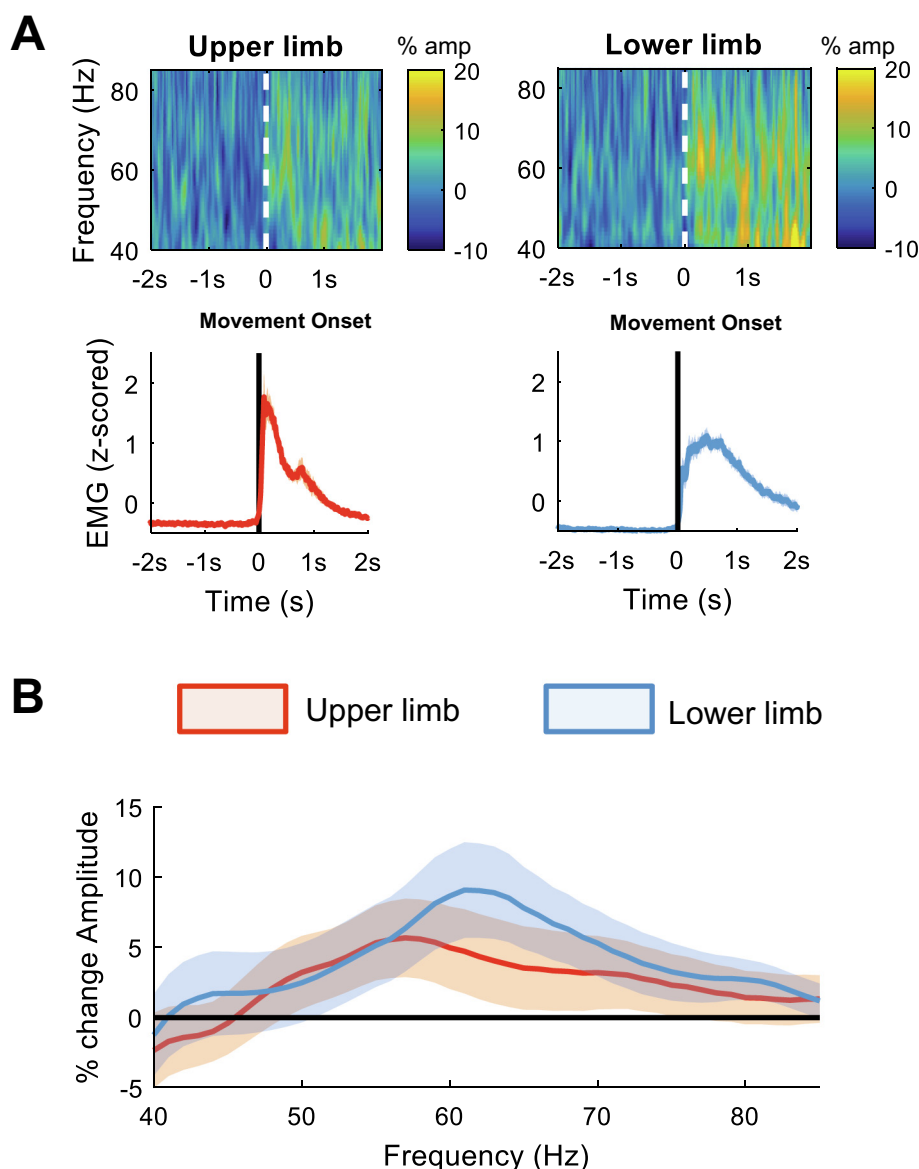 A
Upper limb
% amp
Lower limb
% amp
Frequency (Hz)
80
60
40
20
10
0
-10
80
60
40
20
10
0
-10
-2s -1s 0 1s
-2s -1s 0 1s
Movement Onset
Movement Onset
EMG (z-scored)
2
1
0
2
1
0
-2s -1s 0 1s 2s
-2s -1s 0 1s 2s
Time (s)
Time (s)
B
Upper limb
Lower limb
% change Amplitude
15
10
5
0
-5
40 50 60 70 80
Frequency (Hz)